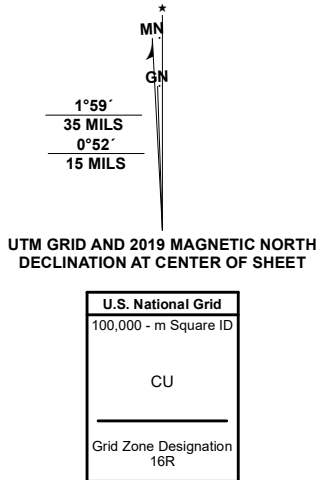 ★
MN
GN
1°59´
35 MILS
0°52´
15 MILS
UTM GRID AND 2019 MAGNETIC NORTH
DECLINATION AT CENTER OF SHEET
U.S. National Grid
100,000 - m Square ID
CU
Grid Zone Designation
16R